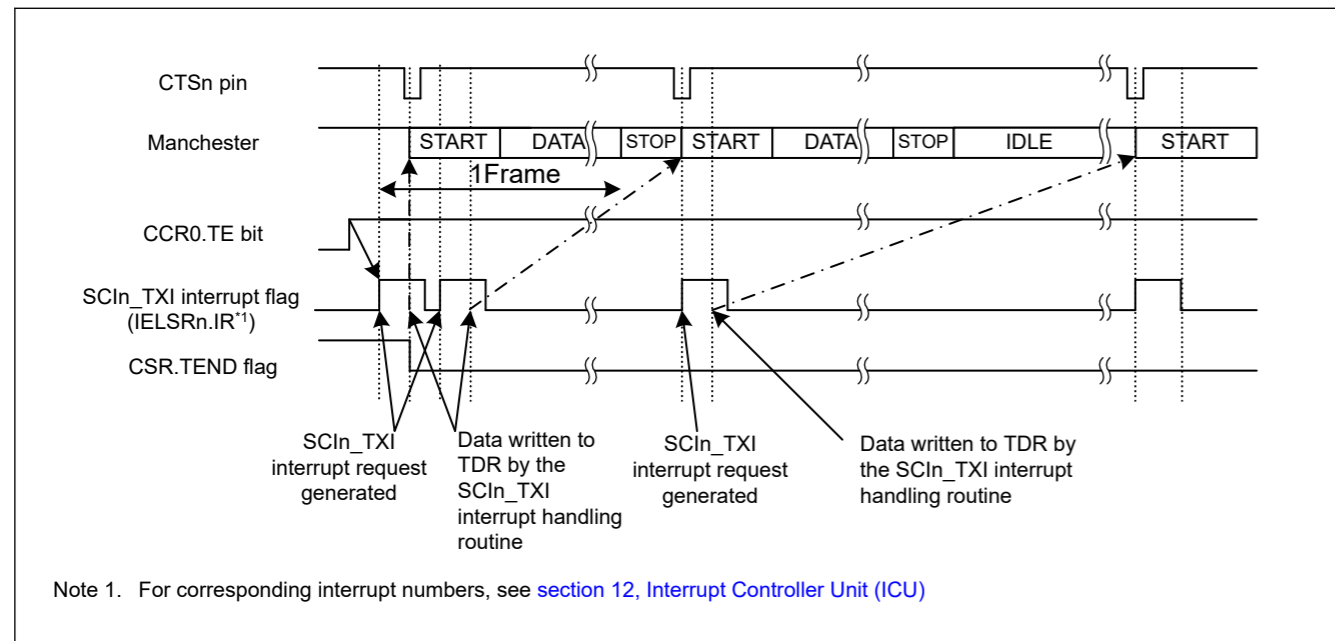 CTSn pin
Manchester
START DATA STOP START DATA STOP IDLE START
1Frame
CCR0.TE bit
SCIn_TXI interrupt flag
(IELSRn.IR*1)
CSR.TEND flag
SCIn_TXI
interrupt request
generated
Data written to
TDR by the
SCIn_TXI
interrupt handling
routine
SCIn_TXI
interrupt request
generated
Data written to TDR by
the SCIn_TXI interrupt
handling routine
Note 1. For corresponding interrupt numbers, see section 12, Interrupt Controller Unit (ICU)